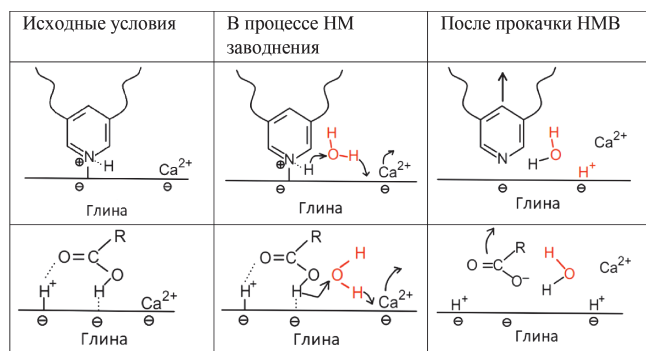 Исходные условия
В процессе НМ
заводнения
После прокачки НМВ
N
⊕
H
Ca²⁺
⊖
⊖
Глина
N
⊕
H
H
O
H
Ca²⁺
⊖
⊖
Глина
N
H
O
H
Ca²⁺
H⁺
⊖
⊖
Глина
R
O=C
O
H⁺
H
Ca²⁺
⊖
⊖
⊖
Глина
R
O=C
O
H⁺
H
H
O
H
Ca²⁺
⊖
⊖
⊖
Глина
R
O=C
O⁻
H
O
H
Ca²⁺
H⁺
H⁺
⊖
⊖
⊖
Глина